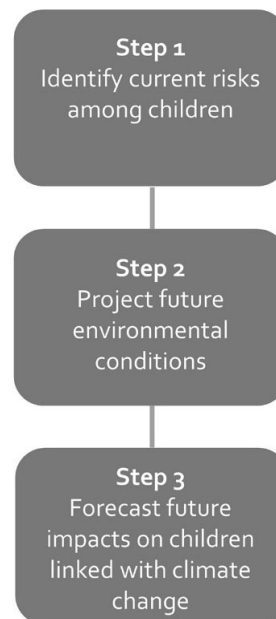 Step 1
Identify current risks
among children
Step 2
Project future
environmental
conditions
Step 3
Forecast future
impacts on children
linked with climate
change